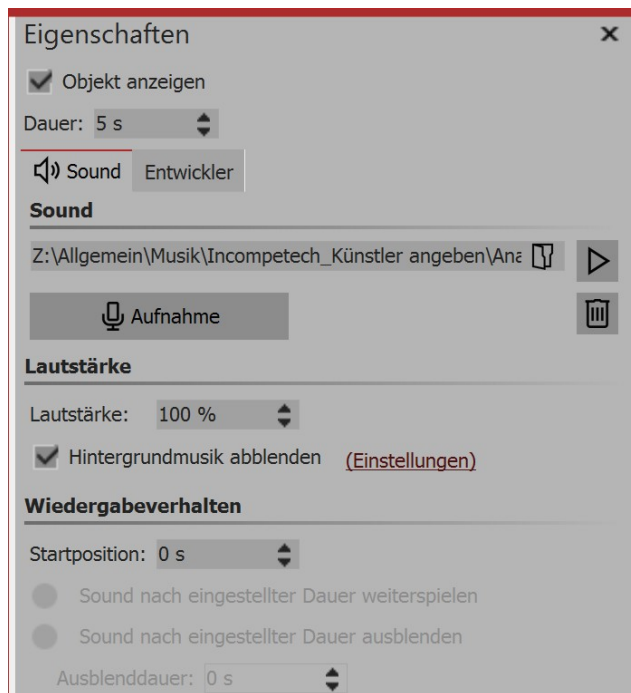 Eigenschaften
Objekt anzeigen
Dauer: 5 s
Sound Entwickler
Sound
Z:\Allgemein\Musik\Incompetech_Künstler angeben\Ana
Aufnahme
Lautstärke
Lautstärke: 100 %
Hintergrundmusik abblenden (Einstellungen)
Wiedergabeverhalten
Startposition: 0 s
Sound nach eingestellter Dauer weiterspielen
Sound nach eingestellter Dauer ausblenden
Ausblenddauer: 0 s